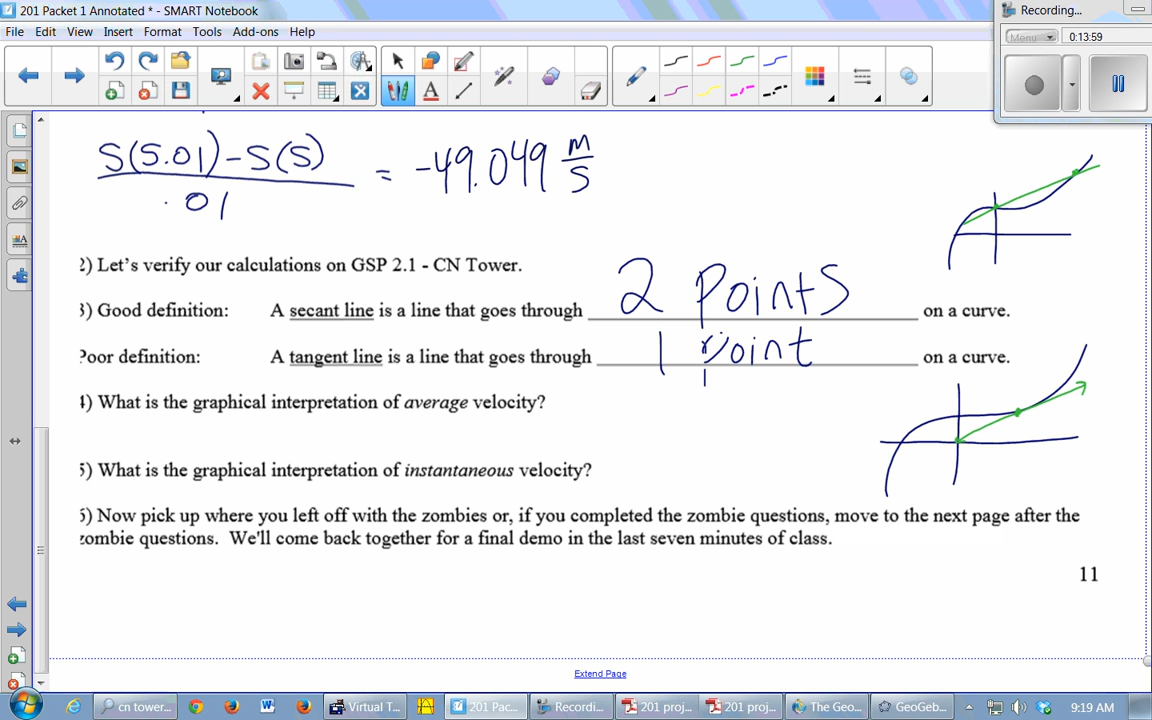 201 Packet 1 Annotated * - SMART Notebook
Recording...
File Edit View Insert Format Tools Add-ons Help
Menu
0:13:59
S(5.01) - S(5)
.01
= -49.049 m/s
2) Let's verify our calculations on GSP 2.1 - CN Tower.
3) Good definition: A secant line is a line that goes through 2 Points on a curve.
Poor definition: A tangent line is a line that goes through 1 point on a curve.
4) What is the graphical interpretation of average velocity?
5) What is the graphical interpretation of instantaneous velocity?
6) Now pick up where you left off with the zombies or, if you completed the zombie questions, move to the next page after the
zombie questions. We'll come back together for a final demo in the last seven minutes of class.
11
Extend Page
cn tower... Virtual T... 201 Pac... Recordi... 201 proj... 201 proj... The Geo... GeoGeb... 9:19 AM